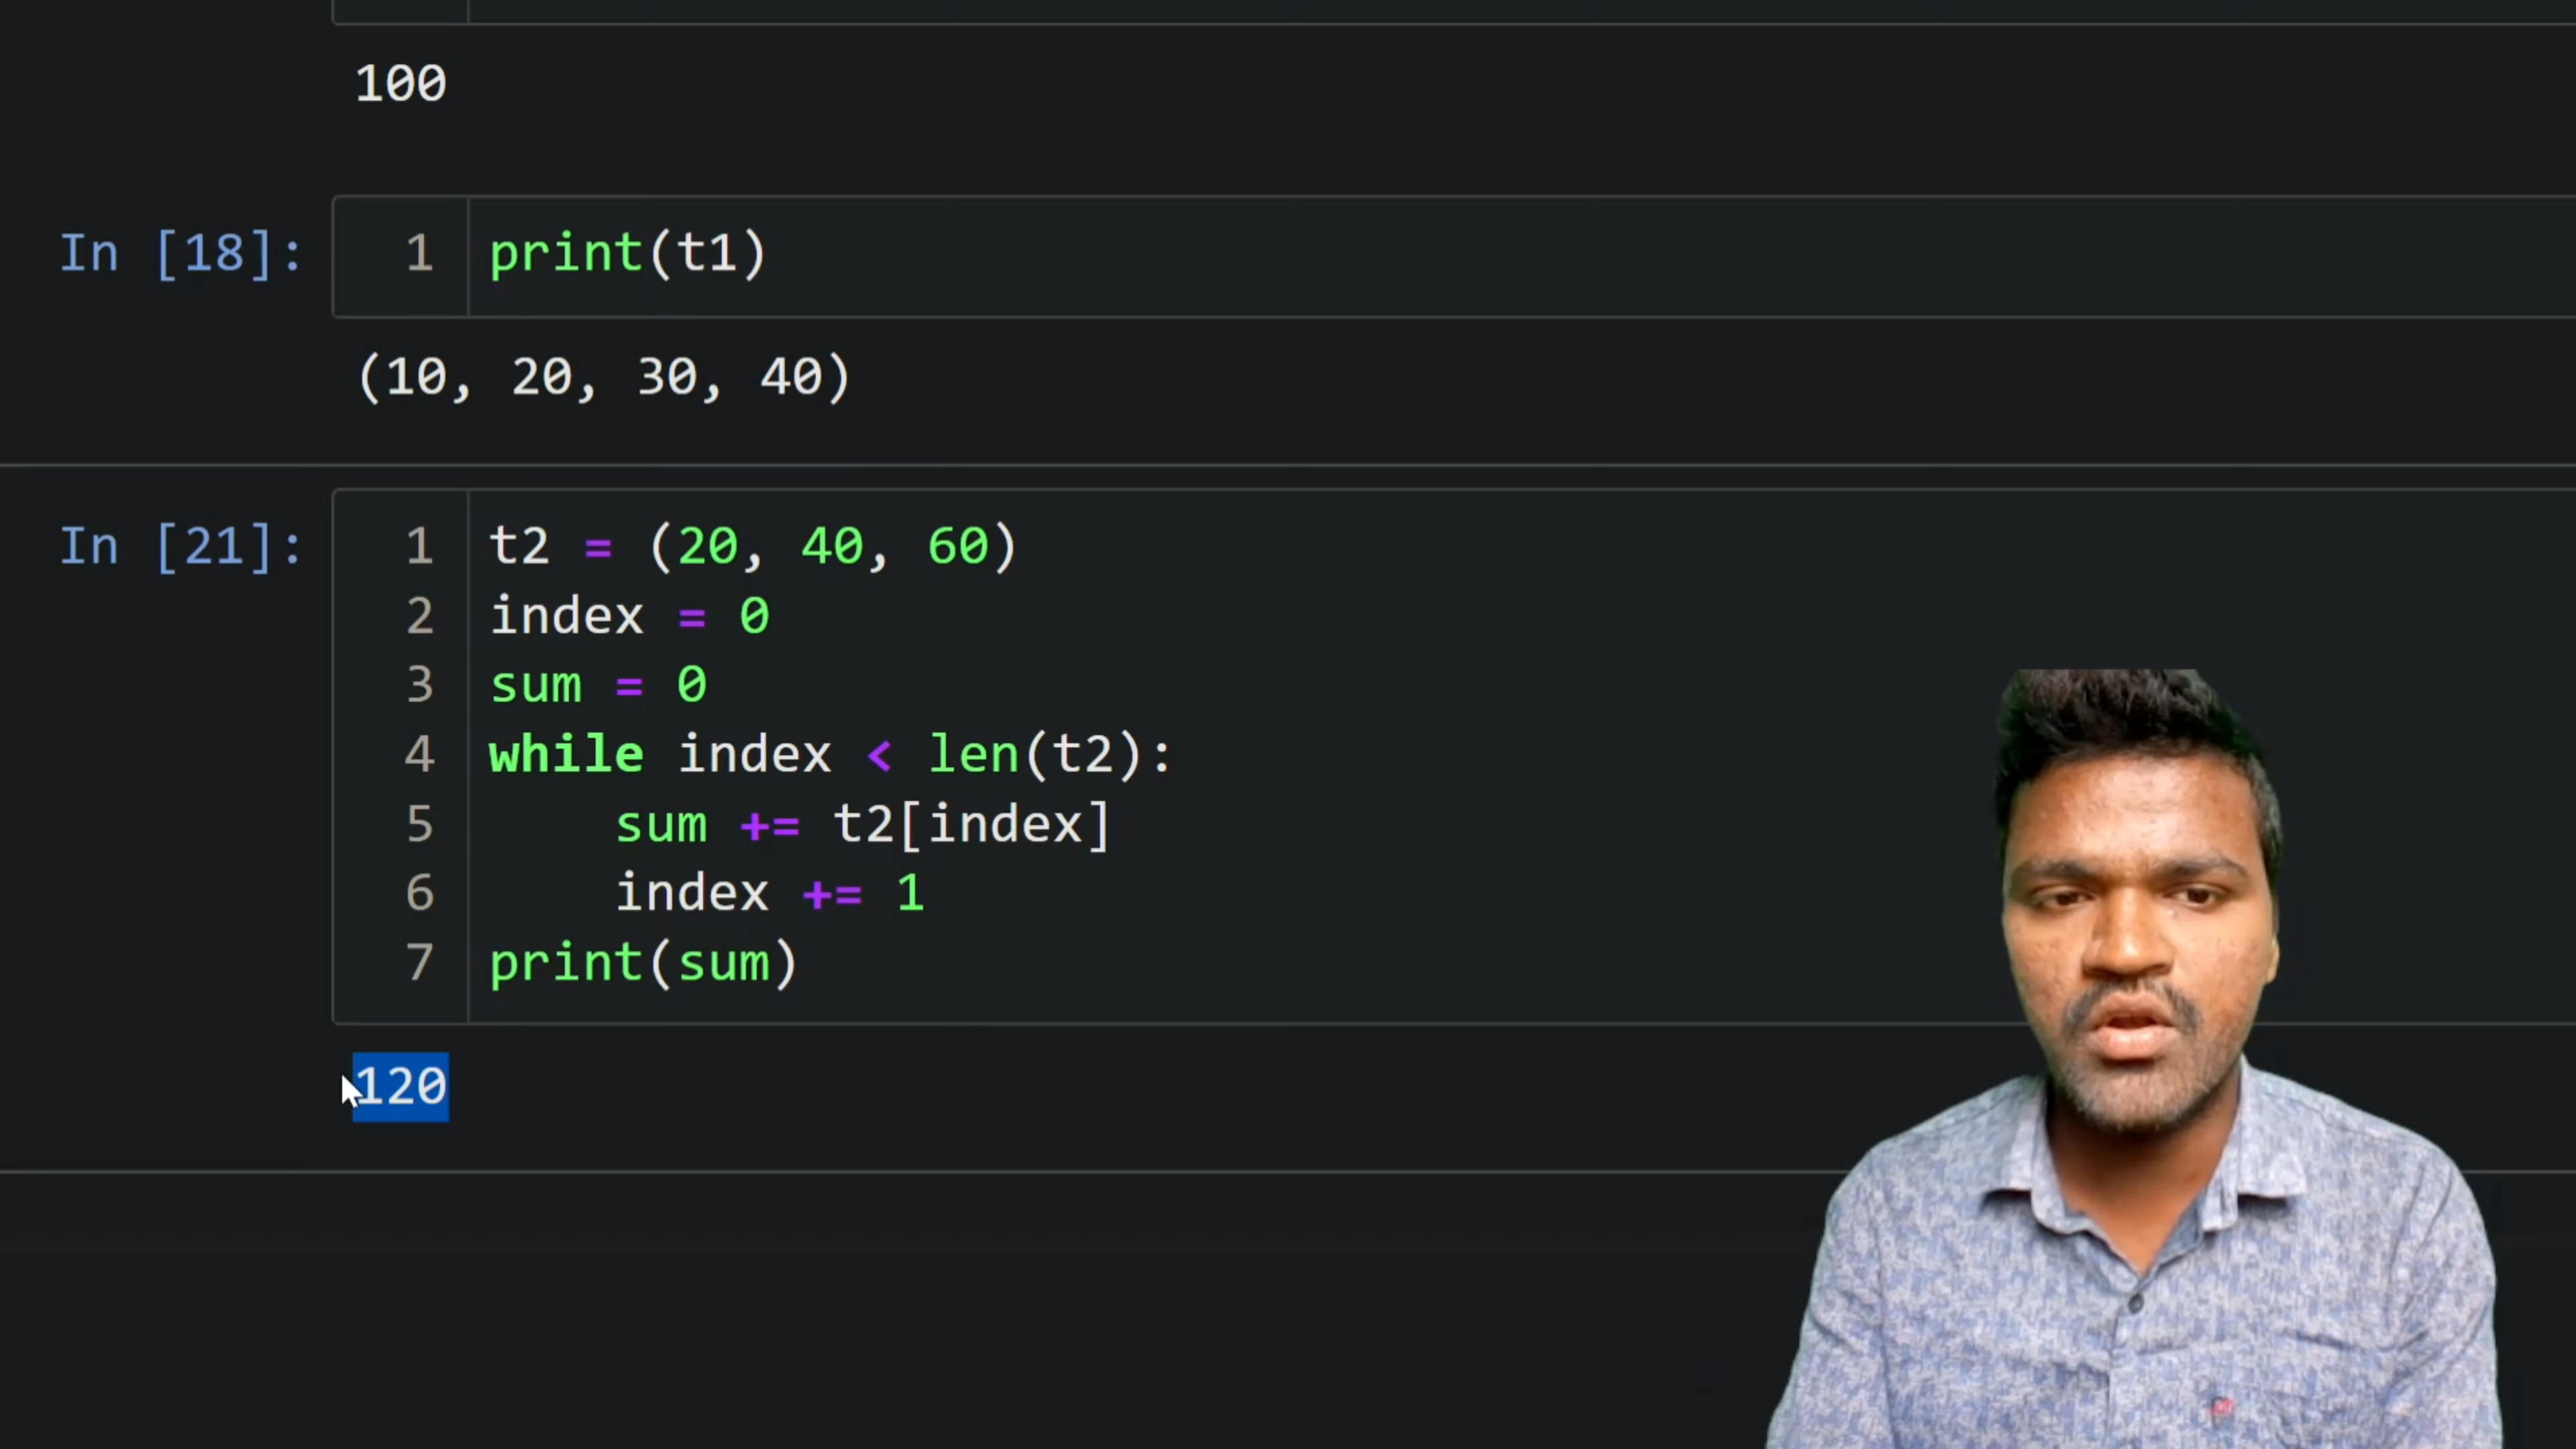 100
In [18]: 1 print(t1)
(10, 20, 30, 40)
In [21]: 1 t2 = (20, 40, 60)
2 index = 0
3 sum = 0
4 while index < len(t2):
5 sum += t2[index]
6 index += 1
7 print(sum)
120